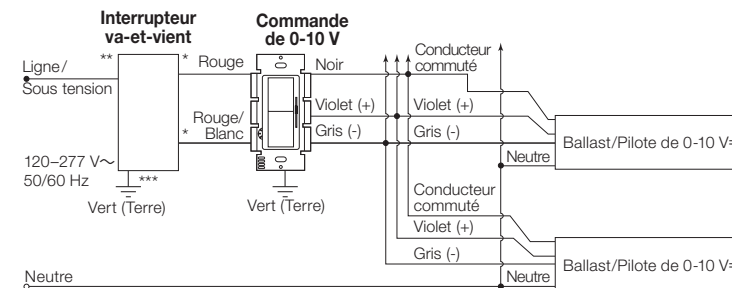 Interrupteur
va-et-vient
Commande
de 0-10 V
Ligne/
Sous tension
**
*
Rouge
Noir
Conducteur
commuté
Violet (+)
Violet (+)
Rouge/
Blanc
*
Gris (-)
Gris (-)
Ballast/Pilote de 0-10 V=
Neutre
120–277 V~
50/60 Hz
***
Vert (Terre)
Vert (Terre)
Conducteur
commuté
Violet (+)
Gris (-)
Ballast/Pilote de 0-10 V=
Neutre
Neutre